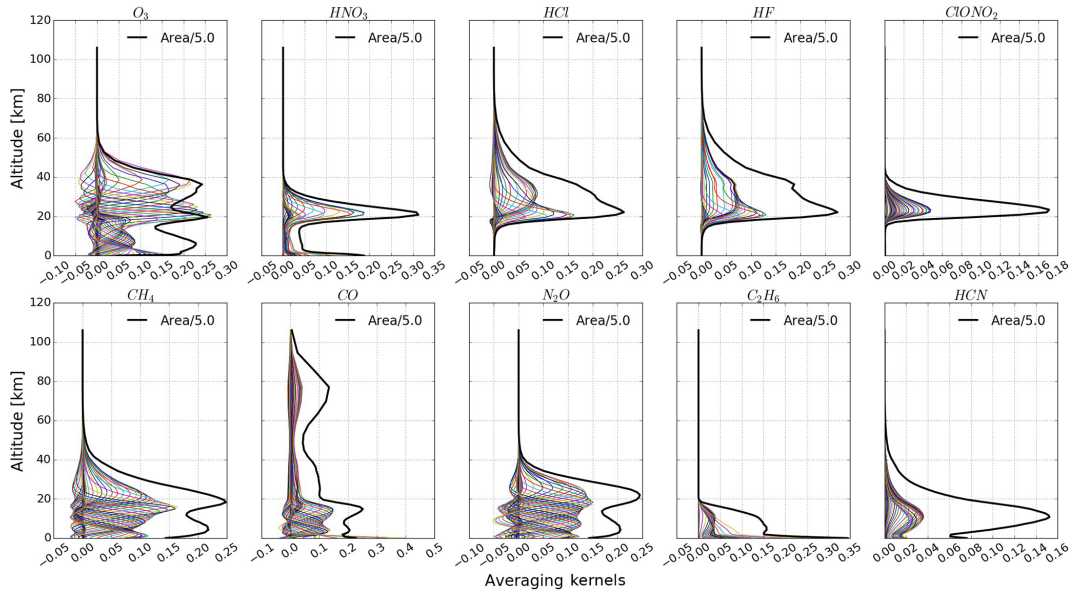 O₃ HNO₃ HCl HF ClONO₂
120 100 80 60 40 20 0
Altitude [km]
Area/5.0 Area/5.0 Area/5.0 Area/5.0 Area/5.0
−0.10 −0.05 0.00 0.05 0.10 0.15 0.20 0.25 0.30
−0.05 0.00 0.05 0.10 0.15 0.20 0.25 0.30 0.35
−0.05 0.00 0.05 0.10 0.15 0.20 0.25 0.30
−0.05 0.00 0.05 0.10 0.15 0.20 0.25 0.30
0.00 0.02 0.04 0.06 0.08 0.10 0.12 0.14 0.16 0.18
CH₄ CO N₂O C₂H₆ HCN
120 100 80 60 40 20 0
Altitude [km]
Area/5.0 Area/5.0 Area/5.0 Area/5.0 Area/5.0
−0.05 0.00 0.05 0.10 0.15 0.20 0.25
−0.1 0.0 0.1 0.2 0.3 0.4 0.5
−0.10 −0.05 0.00 0.05 0.10 0.15 0.20 0.25
−0.05 0.00 0.05 0.10 0.15 0.20 0.25 0.30 0.35
0.00 0.02 0.04 0.06 0.08 0.10 0.12 0.14 0.16
Averaging kernels